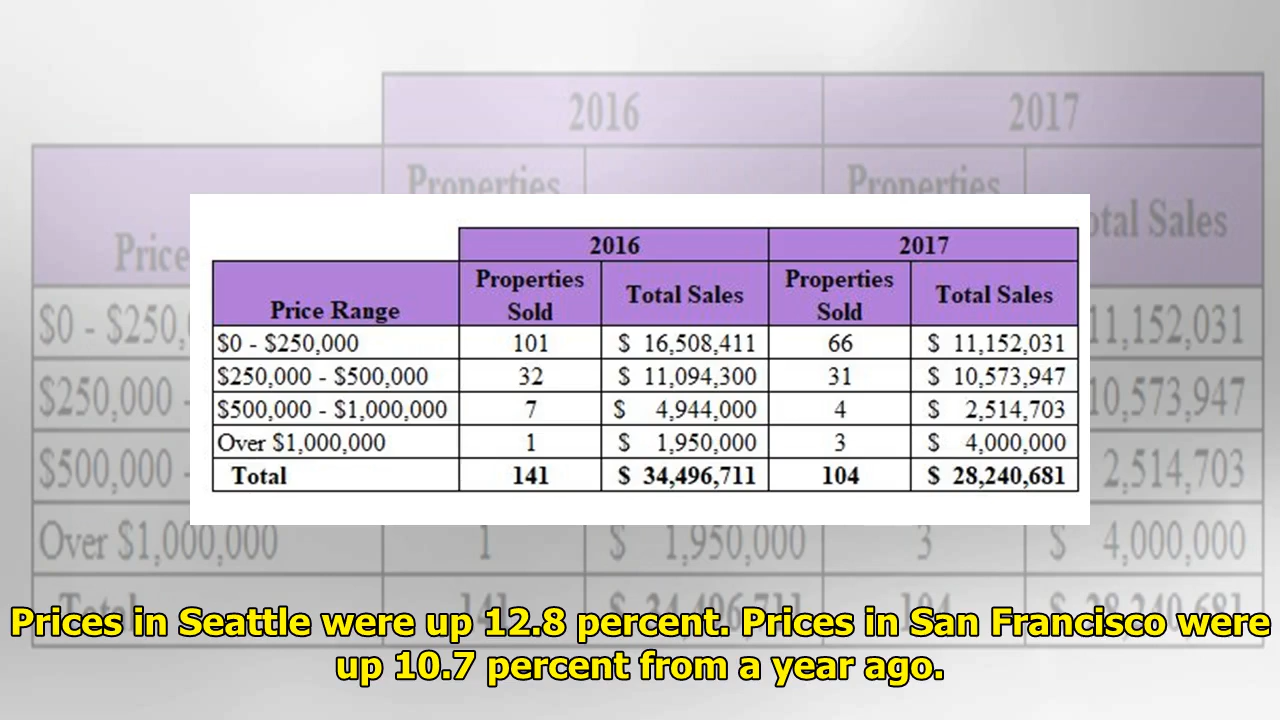 2016 2017
Price Range Properties Sold Total Sales Properties Sold Total Sales
$0 - $250,000 101 $ 16,508,411 66 $ 11,152,031
$250,000 - $500,000 32 $ 11,094,300 31 $ 10,573,947
$500,000 - $1,000,000 7 $ 4,944,000 4 $ 2,514,703
Over $1,000,000 1 $ 1,950,000 3 $ 4,000,000
Total 141 $ 34,496,711 104 $ 28,240,681
Prices in Seattle were up 12.8 percent. Prices in San Francisco were
up 10.7 percent from a year ago.